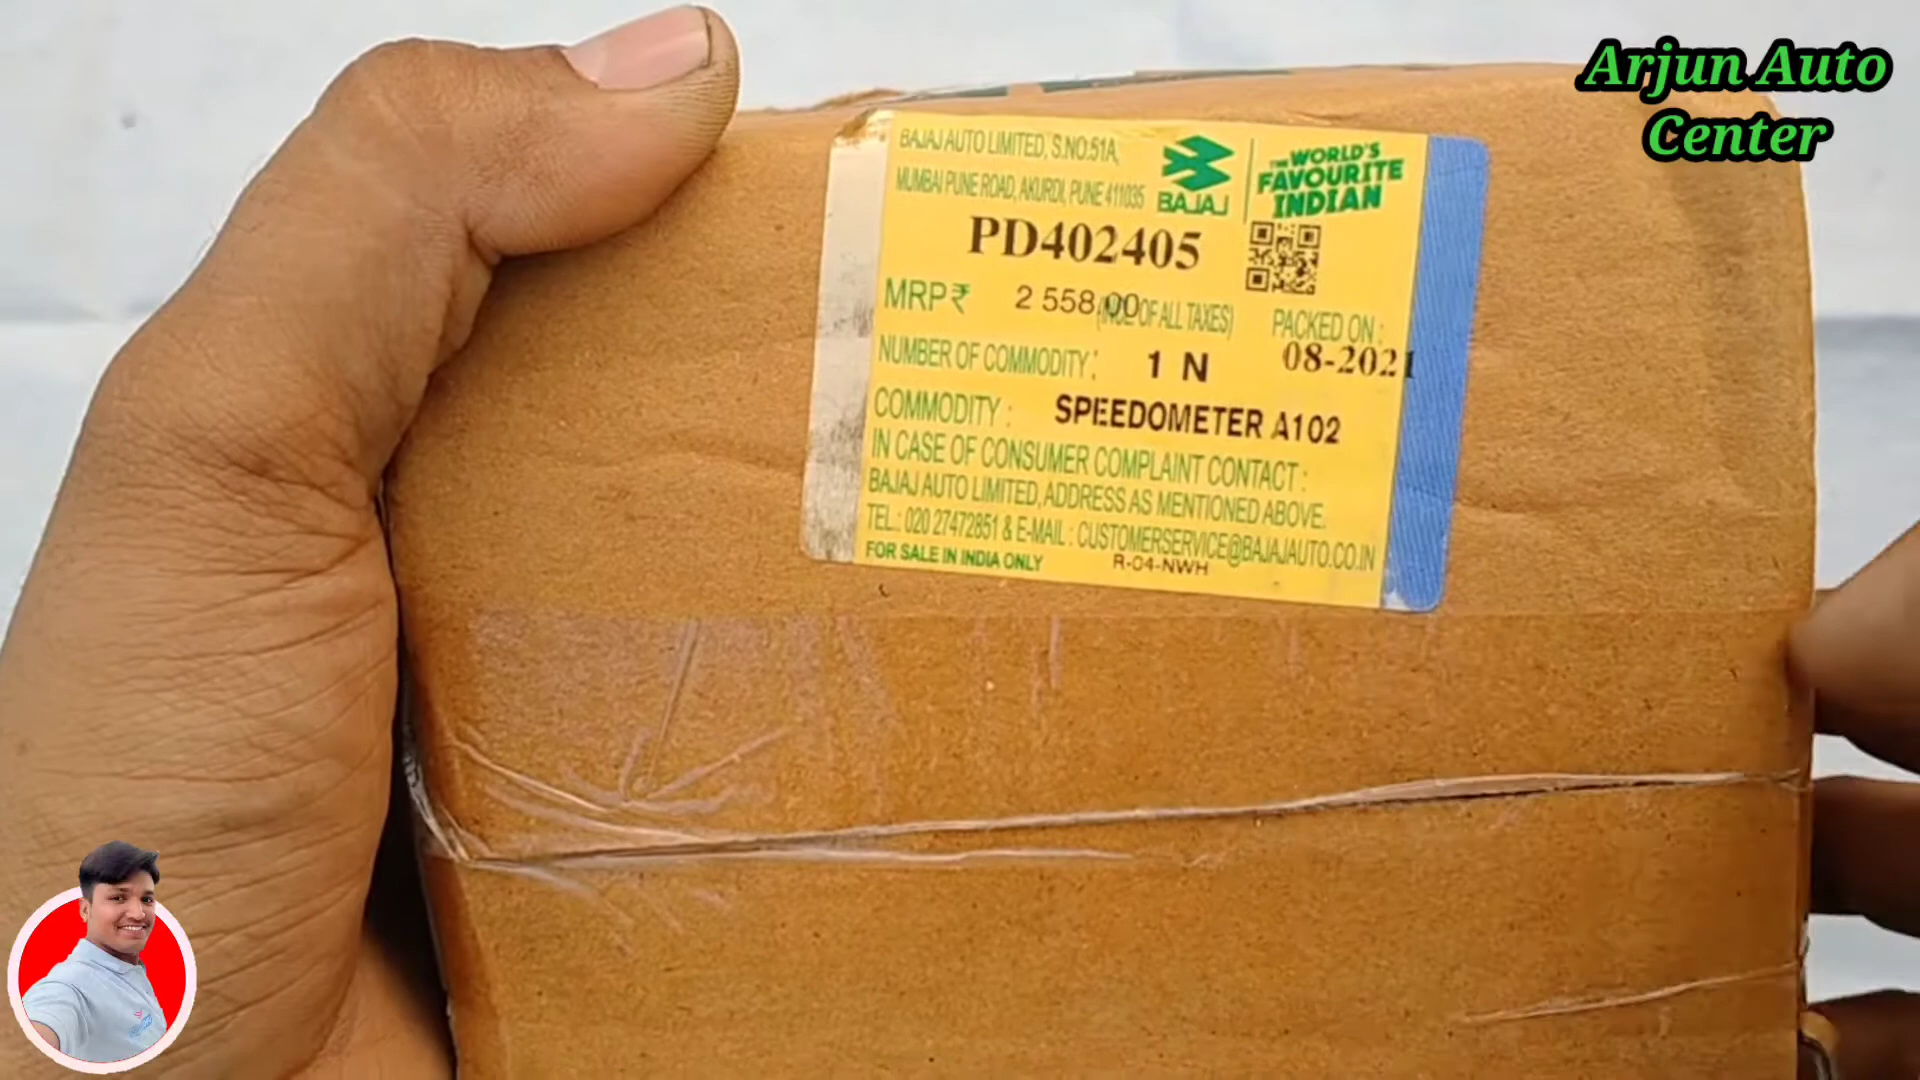 Arjun Auto
Center
BAJAJ AUTO LIMITED, S.NO:51A,
MUMBAI PUNE ROAD, AKURDI, PUNE 411035
BAJAJ
THE WORLD'S
FAVOURITE
INDIAN
PD402405
MRP₹ 2 558.00 (INCL OF ALL TAXES)
PACKED ON :
08-2021
NUMBER OF COMMODITY: 1 N
COMMODITY : SPEEDOMETER A102
IN CASE OF CONSUMER COMPLAINT CONTACT :
BAJAJ AUTO LIMITED, ADDRESS AS MENTIONED ABOVE.
TEL.: 020 27472851 & E-MAIL : CUSTOMERSERVICE@BAJAJAUTO.CO.IN
FOR SALE IN INDIA ONLY R-04-NWH